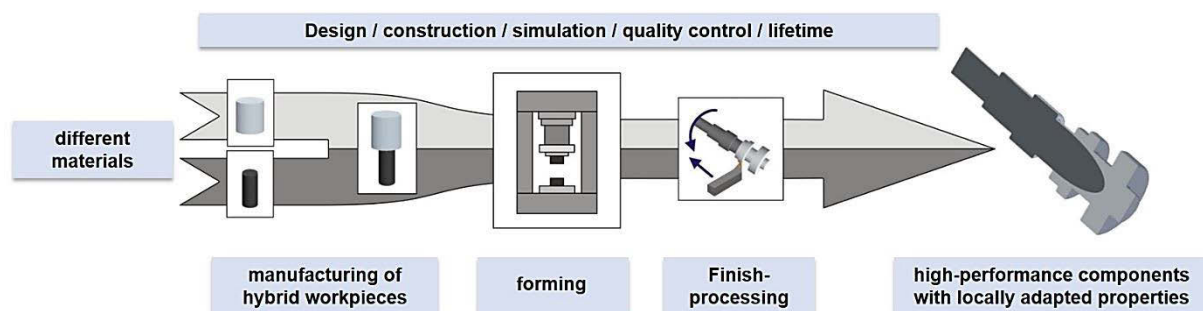 Design / construction / simulation / quality control / lifetime
different
materials
manufacturing of
hybrid workpieces
forming
Finish-
processing
high-performance components
with locally adapted properties